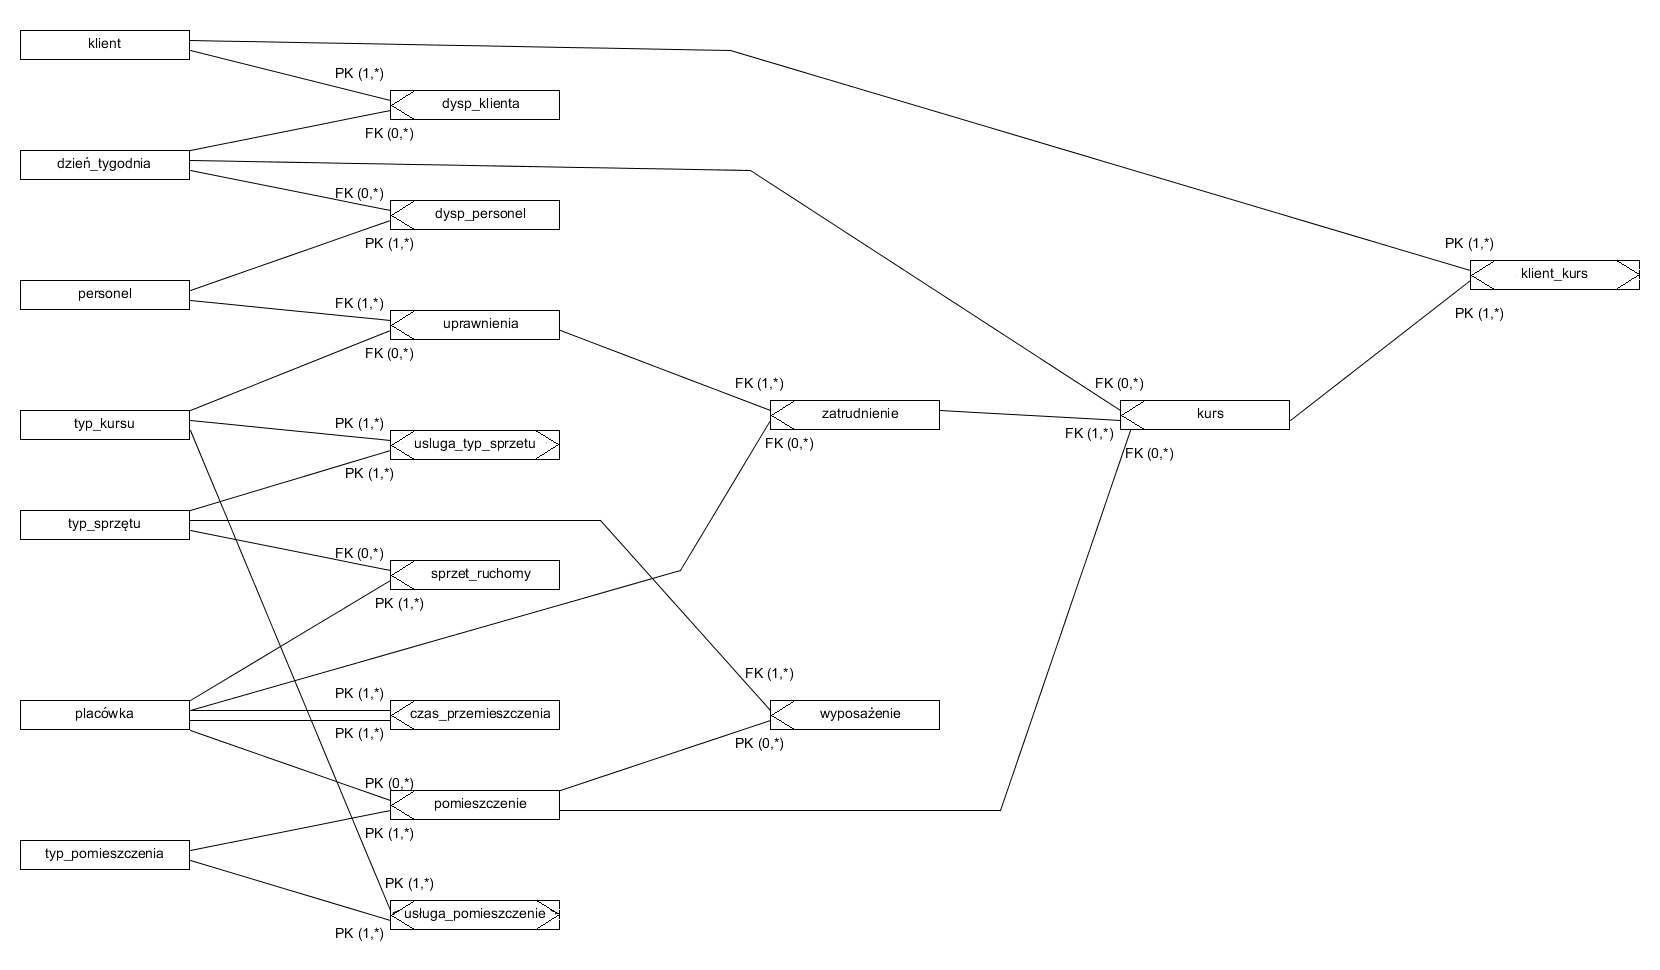 klient
PK (1,*)
dysp_klienta
FK (0,*)
dzień_tygodnia
FK (0,*)
dysp_personel
PK (1,*)
PK (1,*)
klient_kurs
PK (1,*)
personel
FK (1,*)
uprawnienia
FK (0,*)
FK (1,*)
zatrudnienie
FK (0,*)
FK (0,*)
kurs
FK (1,*)
FK (0,*)
typ_kursu
PK (1,*)
usluga_typ_sprzetu
PK (1,*)
typ_sprzętu
FK (0,*)
sprzet_ruchomy
PK (1,*)
FK (1,*)
wyposażenie
PK (0,*)
placówka
PK (1,*)
czas_przemieszczenia
PK (1,*)
PK (0,*)
pomieszczenie
PK (1,*)
typ_pomieszczenia
PK (1,*)
usługa_pomieszczenie
PK (1,*)